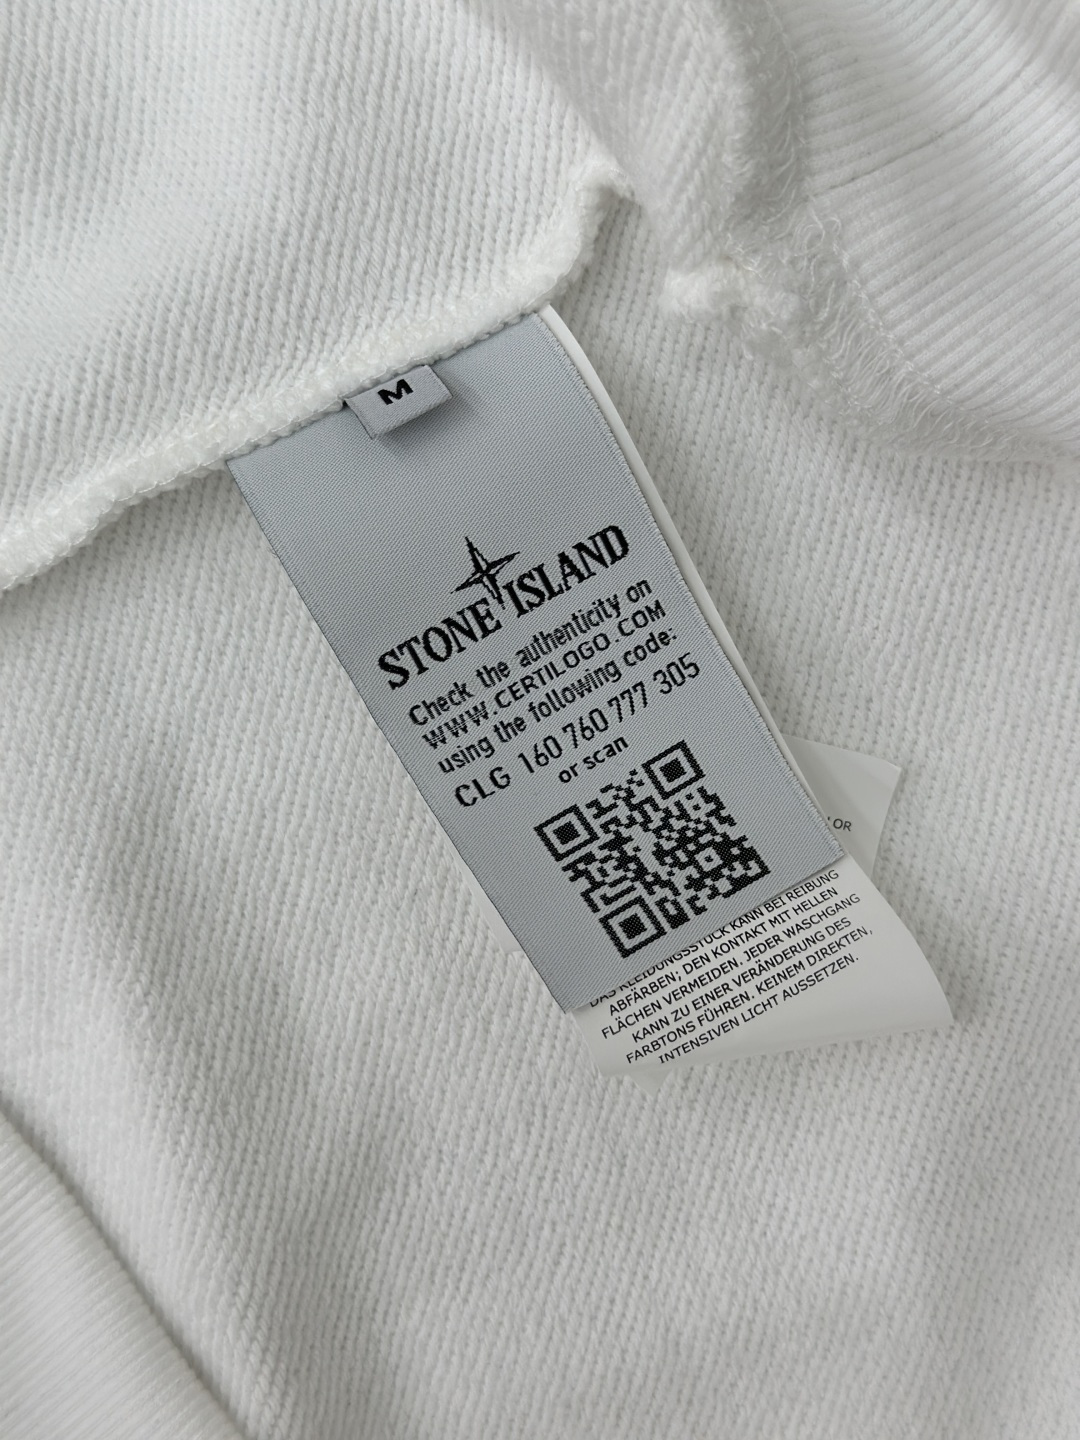 M
STONE ISLAND
Check the authenticity on
WWW.CERTILOGO.COM
using the following code:
CLG 160 760 777 305
or scan
OR
DAS KLEIDUNGSSTÜCK KANN BEI REIBUNG
ABFÄRBEN; DEN KONTAKT MIT HELLEN
FLÄCHEN VERMEIDEN. JEDER WASCHGANG
KANN ZU EINER VERÄNDERUNG DES
FARBTONS FÜHREN. KEINEM DIREKTEN,
INTENSIVEN LICHT AUSSETZEN.